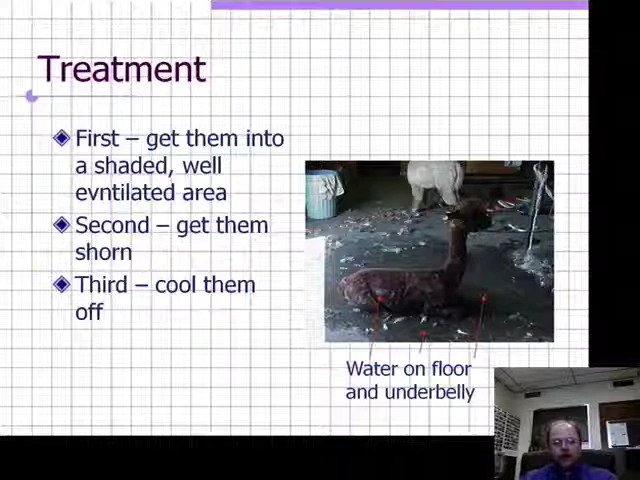 Treatment
First – get them into
a shaded, well
evntilated area
Second – get them
shorn
Third – cool them
off
Water on floor
and underbelly